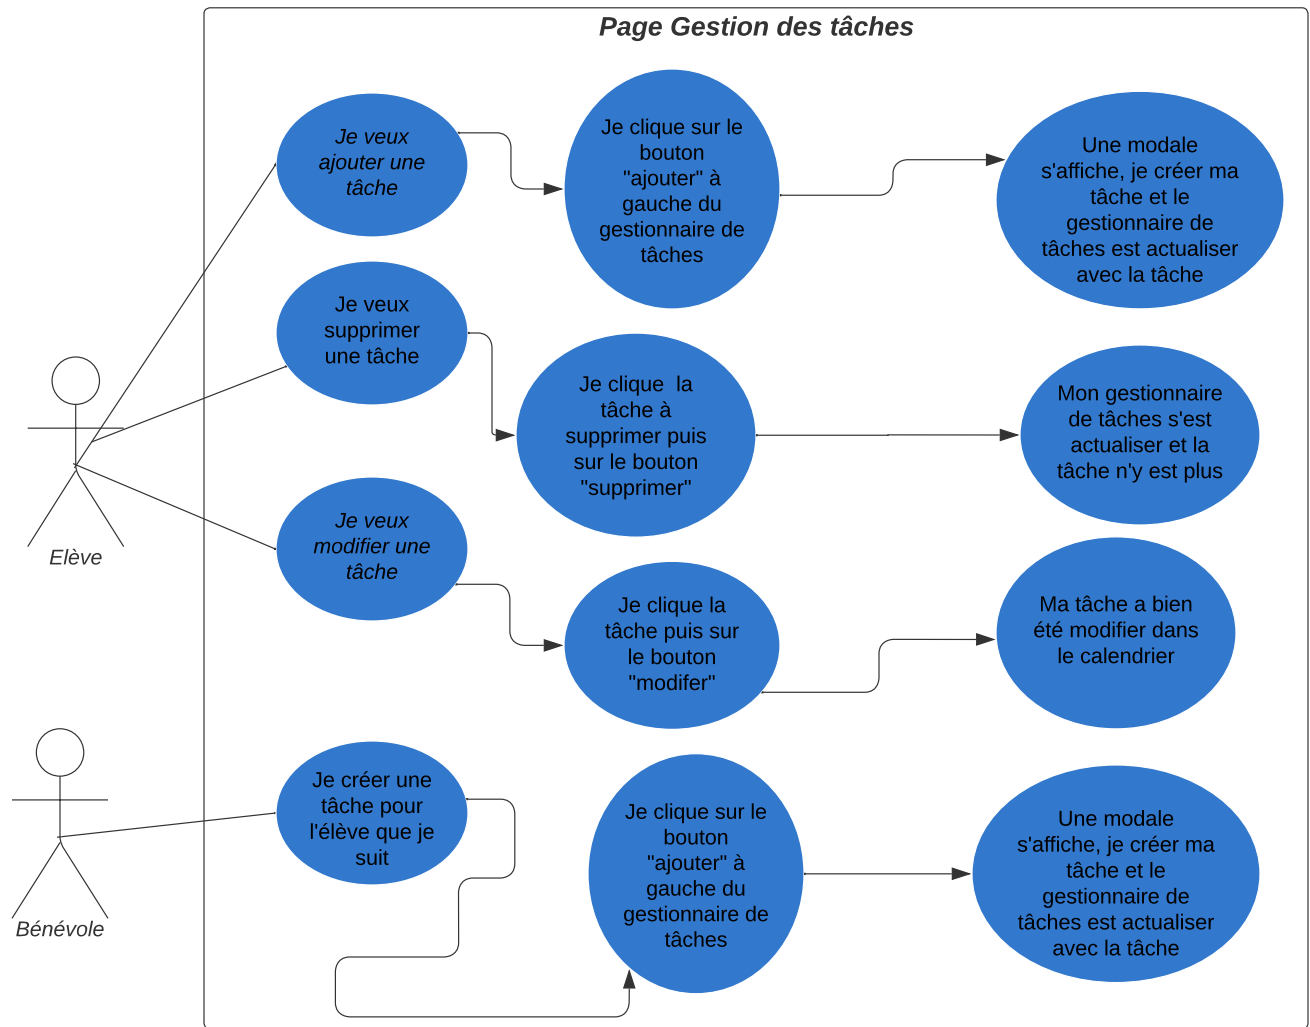 Page Gestion des tâches
Je veux
ajouter une
tâche
Je clique sur le
bouton
"ajouter" à
gauche du
gestionnaire de
tâches
Une modale
s'affiche, je créer ma
tâche et le
gestionnaire de
tâches est actualiser
avec la tâche
Je veux
supprimer
une tâche
Je clique  la
tâche à
supprimer puis
sur le bouton
"supprimer"
Mon gestionnaire
de tâches s'est
actualiser et la
tâche n'y est plus
Elève
Je veux
modifier une
tâche
Je clique la
tâche puis sur
le bouton
"modifer"
Ma tâche a bien
été modifier dans
le calendrier
Bénévole
Je créer une
tâche pour
l'élève que je
suit
Je clique sur le
bouton
"ajouter" à
gauche du
gestionnaire de
tâches
Une modale
s'affiche, je créer ma
tâche et le
gestionnaire de
tâches est actualiser
avec la tâche